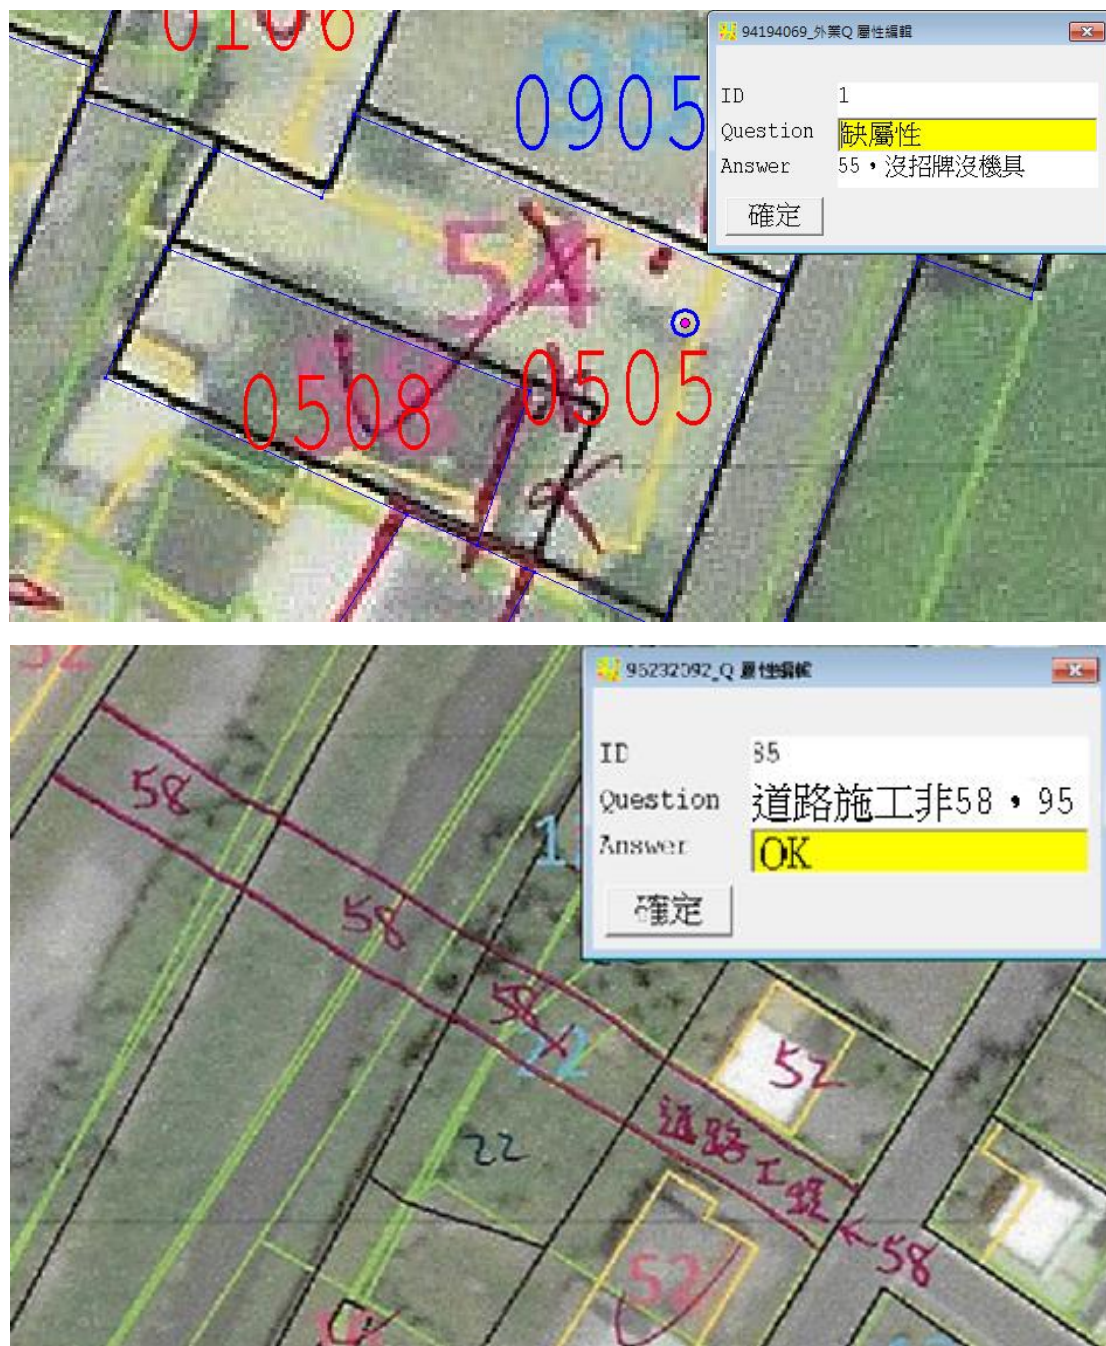 0106
0905
94194069_外業Q 屬性編輯
ID 1
Question 缺屬性
Answer 55，沒招牌沒機具
確定
0508
0505
52
95232092_Q 屬性編輯
ID 85
Question 道路施工非58，95
Answer OK
確定
58
58
58
22
22
52
道路工程
←58
52